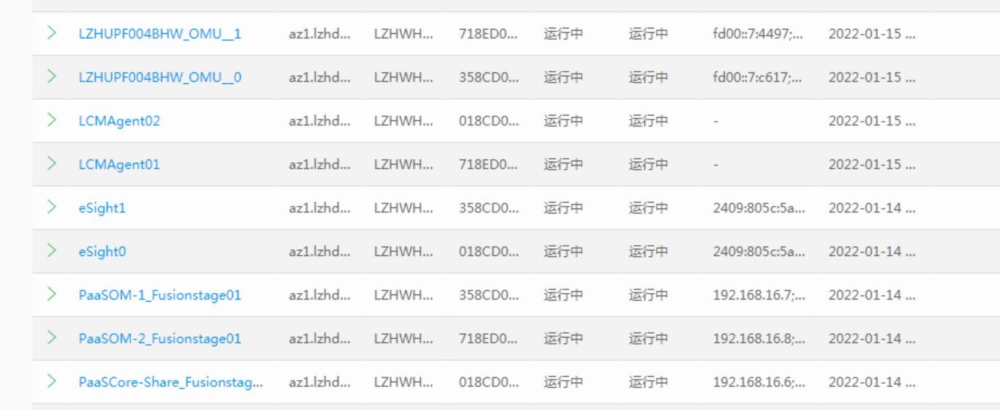 LZHUPF004BHW_OMU__1 az1.lzhd... LZHWH... 718ED0... 运行中 运行中 fd00::7:4497;... 2022-01-15 ...
LZHUPF004BHW_OMU__0 az1.lzhd... LZHWH... 358CD0... 运行中 运行中 fd00::7:c617;... 2022-01-15 ...
LCMAgent02 az1.lzhd... LZHWH... 018CD0... 运行中 运行中 - 2022-01-15 ...
LCMAgent01 az1.lzhd... LZHWH... 718ED0... 运行中 运行中 - 2022-01-15 ...
eSight1 az1.lzhd... LZHWH... 358CD0... 运行中 运行中 2409:805c:5a... 2022-01-14 ...
eSight0 az1.lzhd... LZHWH... 018CD0... 运行中 运行中 2409:805c:5a... 2022-01-14 ...
PaaSOM-1_Fusionstage01 az1.lzhd... LZHWH... 358CD0... 运行中 运行中 192.168.16.7;... 2022-01-14 ...
PaaSOM-2_Fusionstage01 az1.lzhd... LZHWH... 718ED0... 运行中 运行中 192.168.16.8;... 2022-01-14 ...
PaaSCore-Share_Fusionstag... az1.lzhd... LZHWH... 018CD0... 运行中 运行中 192.168.16.6;... 2022-01-14 ...